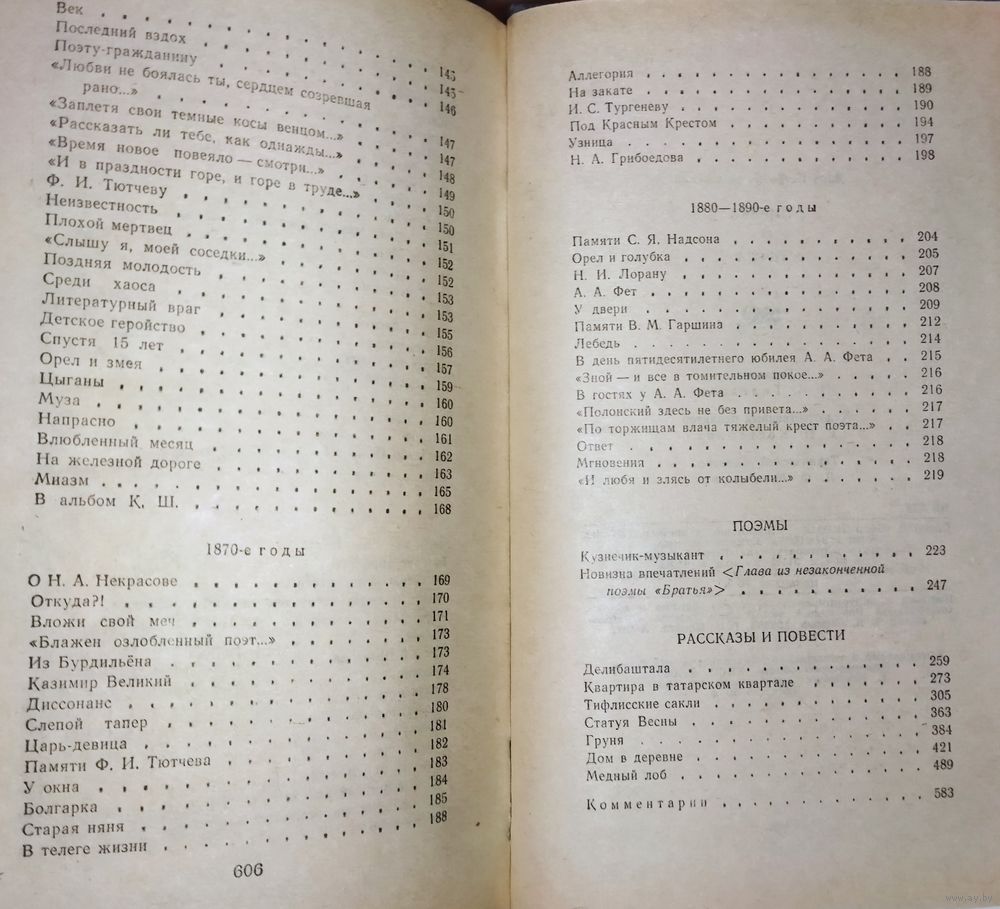 Век 145
Последний вздох 145
Поэту-гражданину 146
«Любви не боялась ты, сердцем созревшая
рано...» 147
«Заплетя свои темные косы венцом...» 147
«Рассказать ли тебе, как однажды...» 148
«Время новое повеяло — смотри...» 149
«И в праздности горе, и горе в труде...» 150
Ф. И. Тютчеву 150
Неизвестность 151
Плохой мертвец 152
«Слышу я, моей соседки...» 152
Поздняя молодость 153
Среди хаоса 153
Литературный враг 155
Детское геройство 156
Спустя 15 лет 157
Орел и змея 159
Цыганы 160
Муза 160
Напрасно 161
Влюбленный месяц 162
На железной дороге 163
Миазм 165
В альбом К. Ш. 168
1870-е годы
О Н. А. Некрасове 169
Откуда?! 170
Вложи свой меч 171
«Блажен озлобленный поэт...» 173
Из Бурдильёна 173
Казимир Великий 174
Диссонанс 178
Слепой тапер 180
Царь-девица 181
Памяти Ф. И. Тютчева 182
У окна 183
Болгарка 184
Старая няня 185
В телеге жизни 188
606
Аллегория 188
На закате 189
И. С. Тургеневу 190
Под Красным Крестом 194
Узница 197
Н. А. Грибоедова 198
1880—1890-е годы
Памяти С. Я. Надсона 204
Орел и голубка 205
Н. И. Лорану 207
А. А. Фет 208
У двери 209
Памяти В. М. Гаршина 212
Лебедь 214
В день пятидесятилетнего юбилея А. А. Фета 215
«Зной — и все в томительном покое...» 216
В гостях у А. А. Фета 216
«Полонский здесь не без привета...» 217
«По торжищам влача тяжелый крест поэта...» 217
Ответ 218
Мгновения 218
«И любя и злясь от колыбели...» 219
ПОЭМЫ
Кузнечик-музыкант 223
Новизна впечатлений <Глава из незаконченной
поэмы «Братья»> 247
РАССКАЗЫ И ПОВЕСТИ
Делибаштала 259
Квартира в татарском квартале 273
Тифлисские сакли 305
Статуя Весны 363
Груня 384
Дом в деревне 421
Медный лоб 489
Комментарии 583
www.ay.by